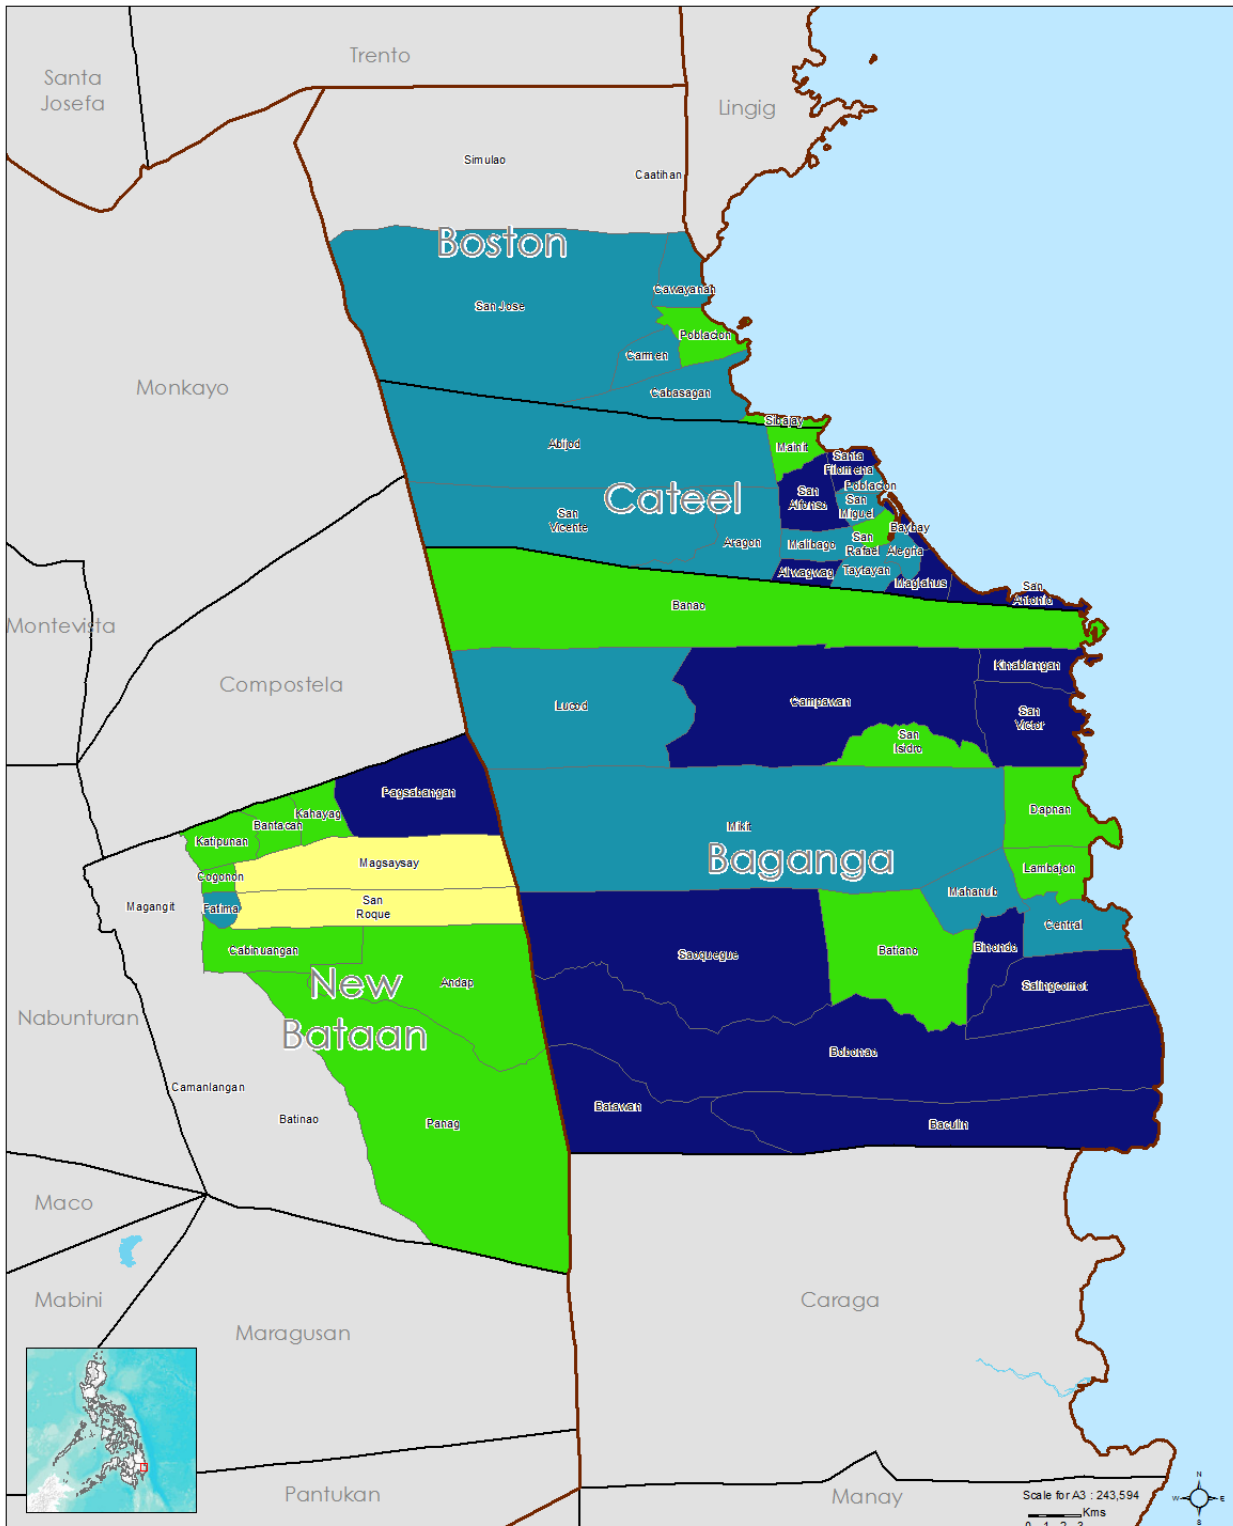 Trento
Santa
Josefa
Lingig
Simulao
Caatihan
Boston
Cawayanan
San Jose
Poblacion
Carmen
Monkayo
Cabasagan
Sibajay
Abijod
Mainit
Santa
Filomena
Poblacion
San
Alfonso
San
Miguel
Cateel
San
Vicente
Baybay
Aragon
Malibago
San
Rafael
Alegria
Aliwagwag
Taytayan
Maglahus
San
Antonio
Banao
Montevista
Kinablangan
Compostela
Lucod
Campawan
San
Victor
San
Isidro
Pagsabangan
Kahayag
Bantacan
Katipunan
Dapnan
Mikit
Baganga
Magsaysay
Lambajon
Cogonon
Mahanub
Magangit
Fatima
San
Roque
Central
Cabinuangan
Saoquegue
Batiano
Binondo
New
Bataan
Andap
Salingcomot
Nabunturan
Bobonao
Camanlangan
Batinao
Panag
Batawan
Baculin
Maco
Mabini
Caraga
Maragusan
Pantukan
Manay
Scale for A3 : 243,594
Kms
0 1 2 3
N
W E
S